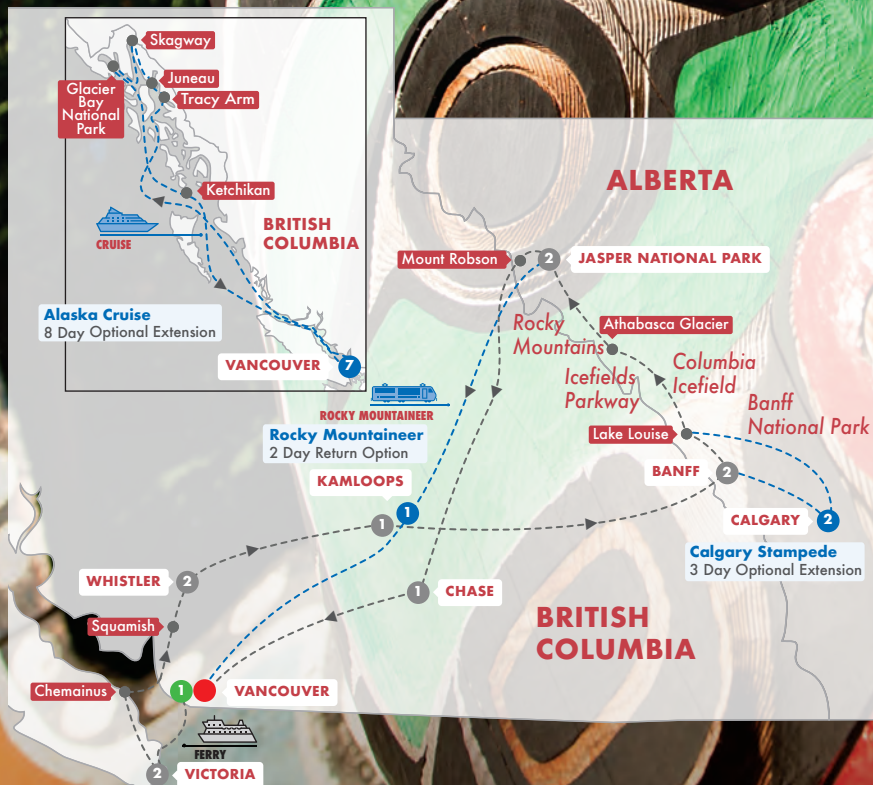 Skagway
Glacier
Bay
National
Park
Juneau
Tracy Arm
Ketchikan
CRUISE
BRITISH
COLUMBIA
Alaska Cruise
8 Day Optional Extension
VANCOUVER
7
ALBERTA
Mount Robson
2
JASPER NATIONAL PARK
Rocky
Mountains
Athabasca Glacier
Icefields
Parkway
Columbia
Icefield
Banff
National Park
ROCKY MOUNTAINEER
Rocky Mountaineer
2 Day Return Option
Lake Louise
BANFF
2
KAMLOOPS
1
1
CALGARY
2
Calgary Stampede
3 Day Optional Extension
WHISTLER
2
1
CHASE
Squamish
BRITISH
COLUMBIA
Chemainus
1
VANCOUVER
FERRY
2
VICTORIA